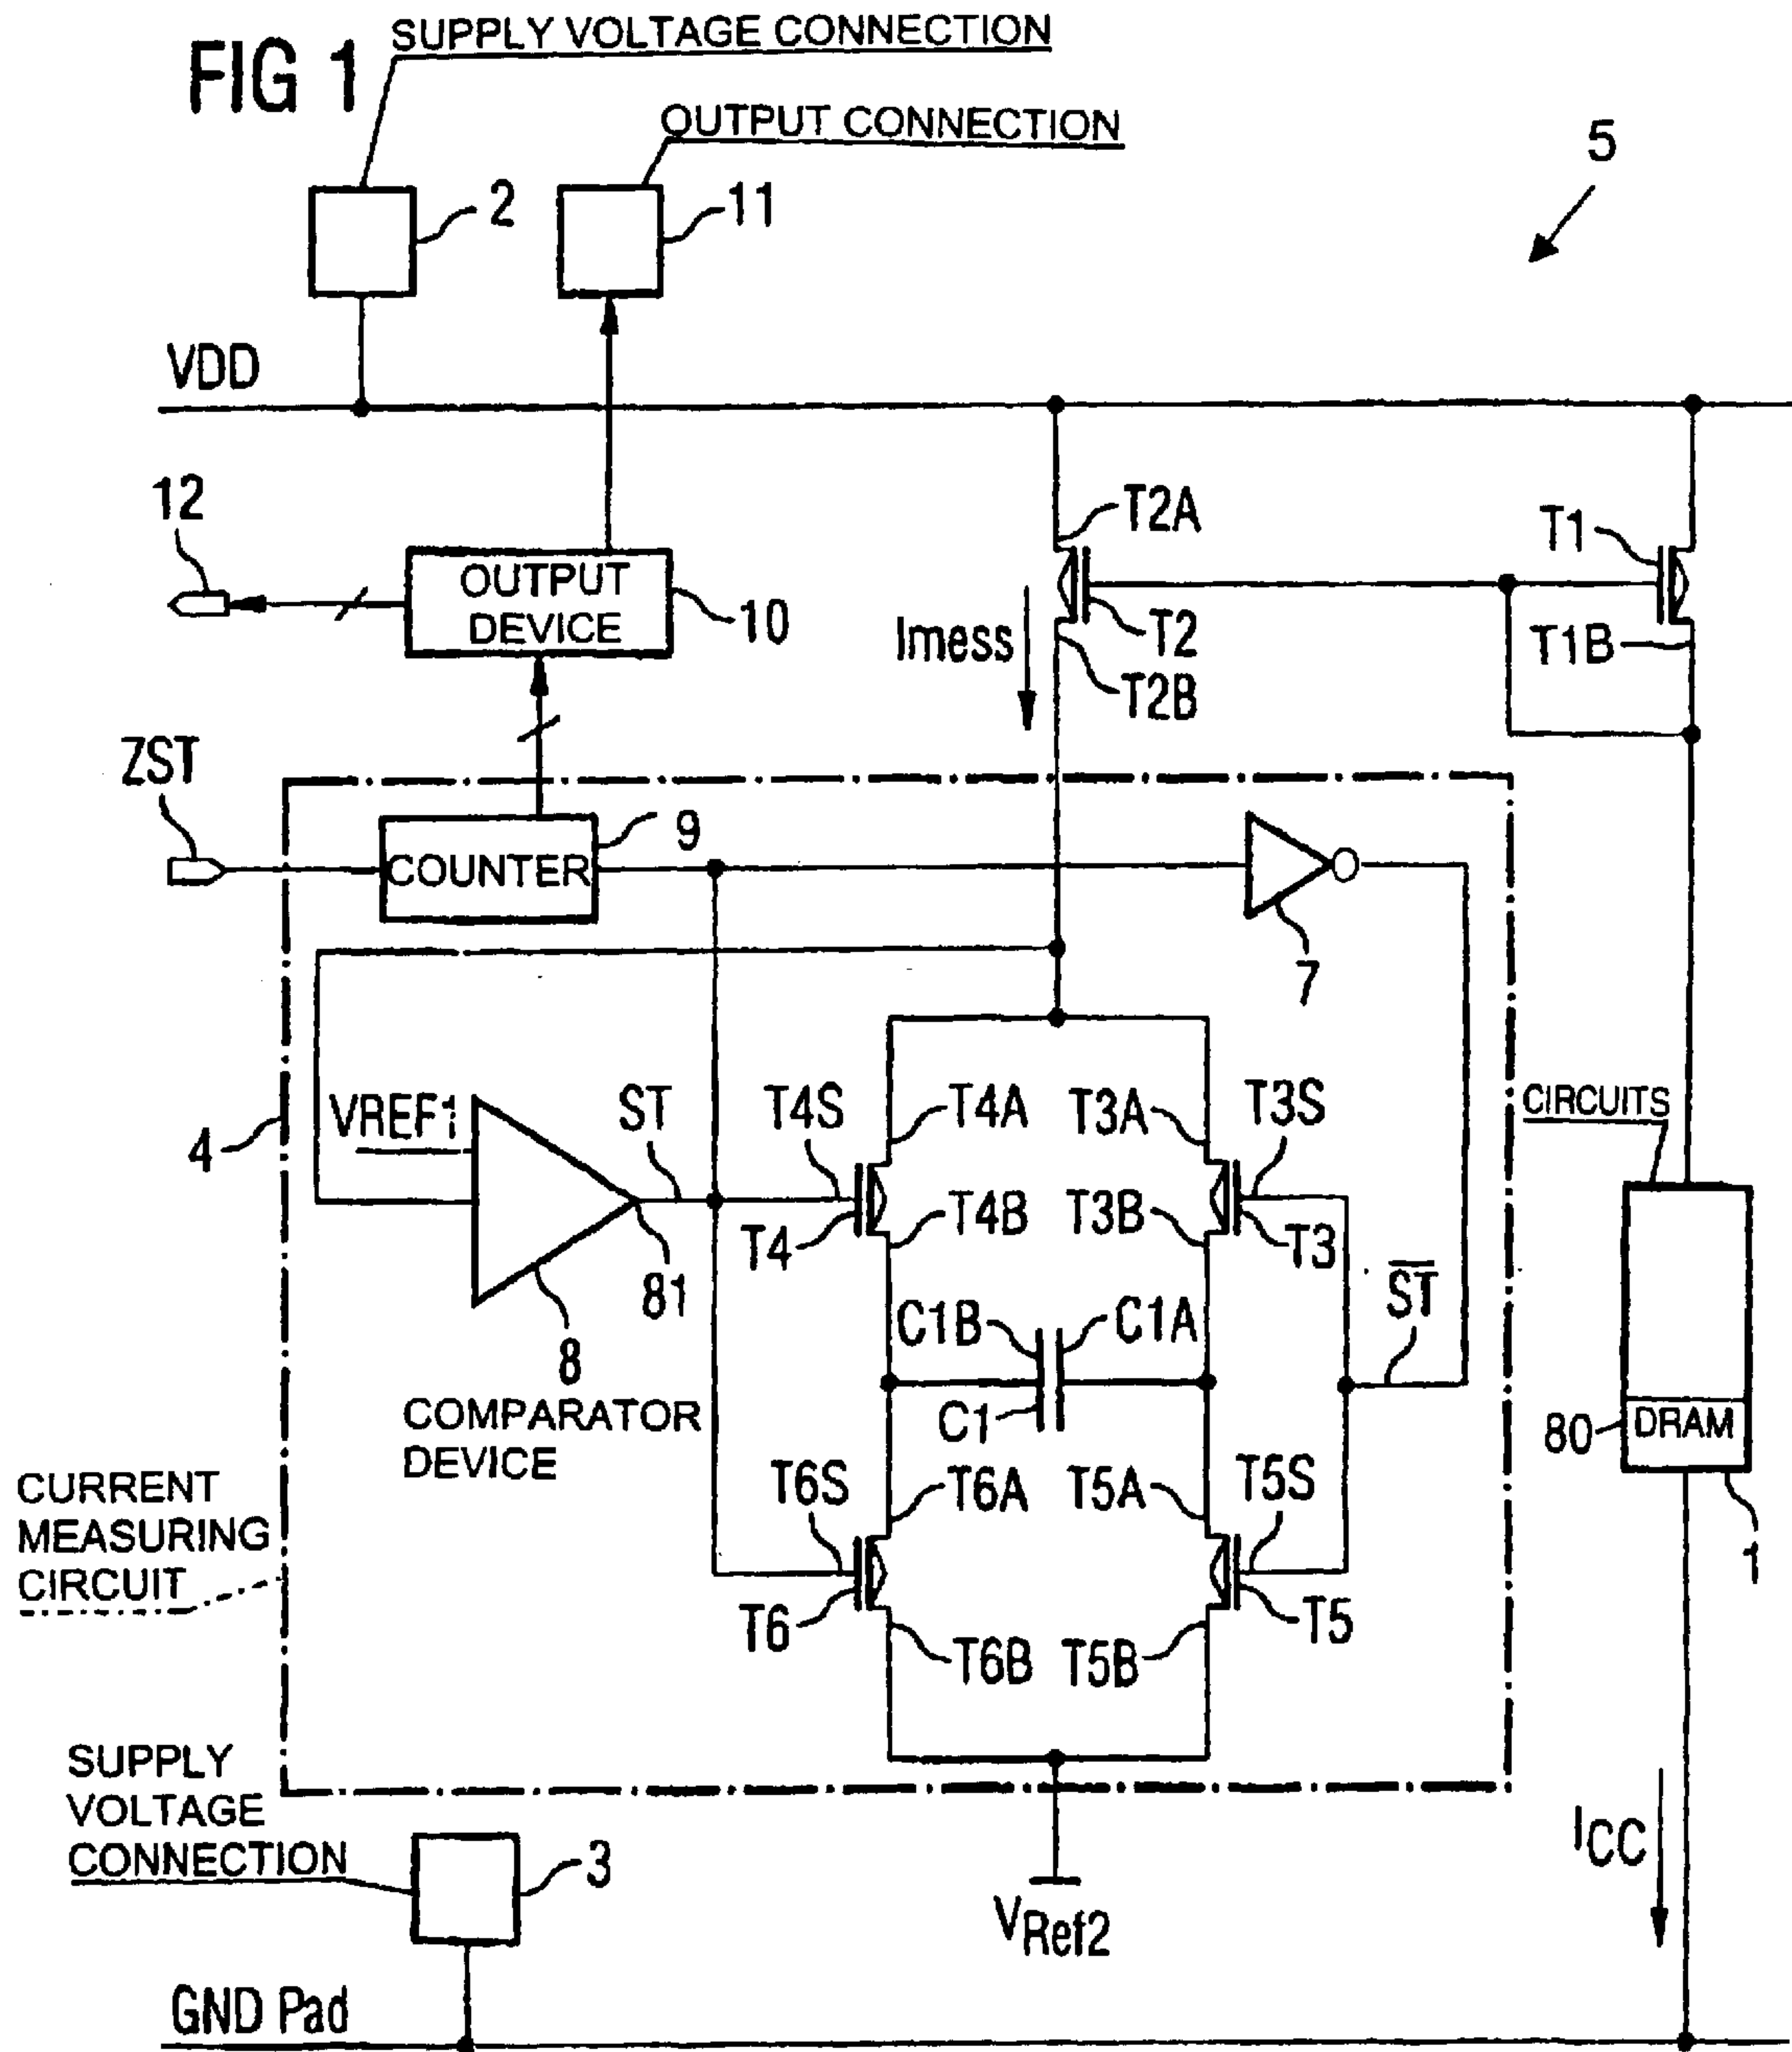 FIG 1
SUPPLY VOLTAGE CONNECTION
OUTPUT CONNECTION
5
2
11
VDD
12
T2A
T1
OUTPUT
DEVICE
10
Imess
T2
T1B
T2B
ZST
9
COUNTER
7
4
VREF1
ST
T4S
T4A
T3A
T3S
CIRCUITS
T4
T4B
T3B
T3
81
S̅T̅
8
C1B
C1A
C1
COMPARATOR
DEVICE
80
DRAM
CURRENT
MEASURING
CIRCUIT
T6S
T6A
T5A
T5S
1
T6
T6B
T5B
T5
SUPPLY
VOLTAGE
CONNECTION
3
ICC
VRef2
GND Pad